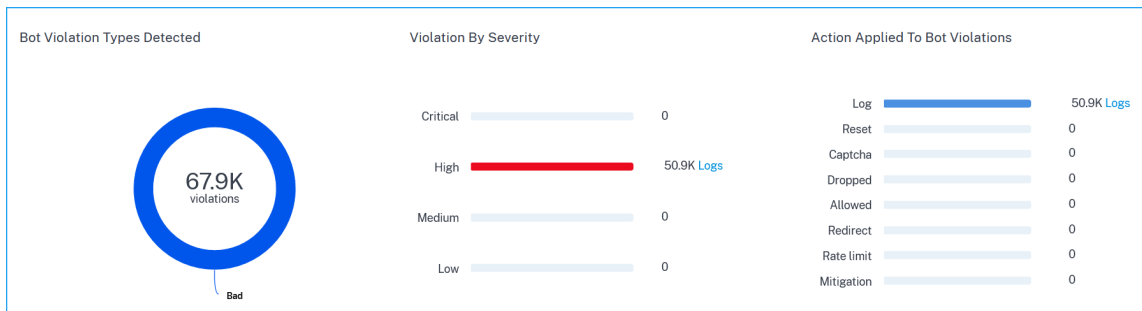 Bot Violation Types Detected
67.9K
violations
Bad
Violation By Severity
Critical 0
High 50.9K Logs
Medium 0
Low 0
Action Applied To Bot Violations
Log 50.9K Logs
Reset 0
Captcha 0
Dropped 0
Allowed 0
Redirect 0
Rate limit 0
Mitigation 0